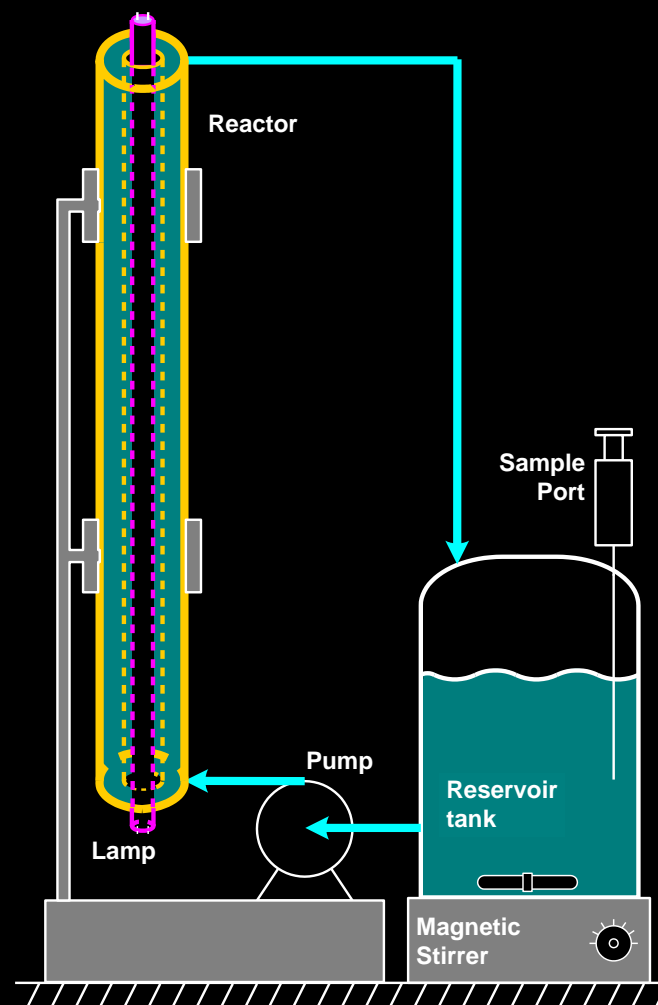 Reactor
Sample
Port
Pump
Reservoir
tank
Lamp
Magnetic
Stirrer